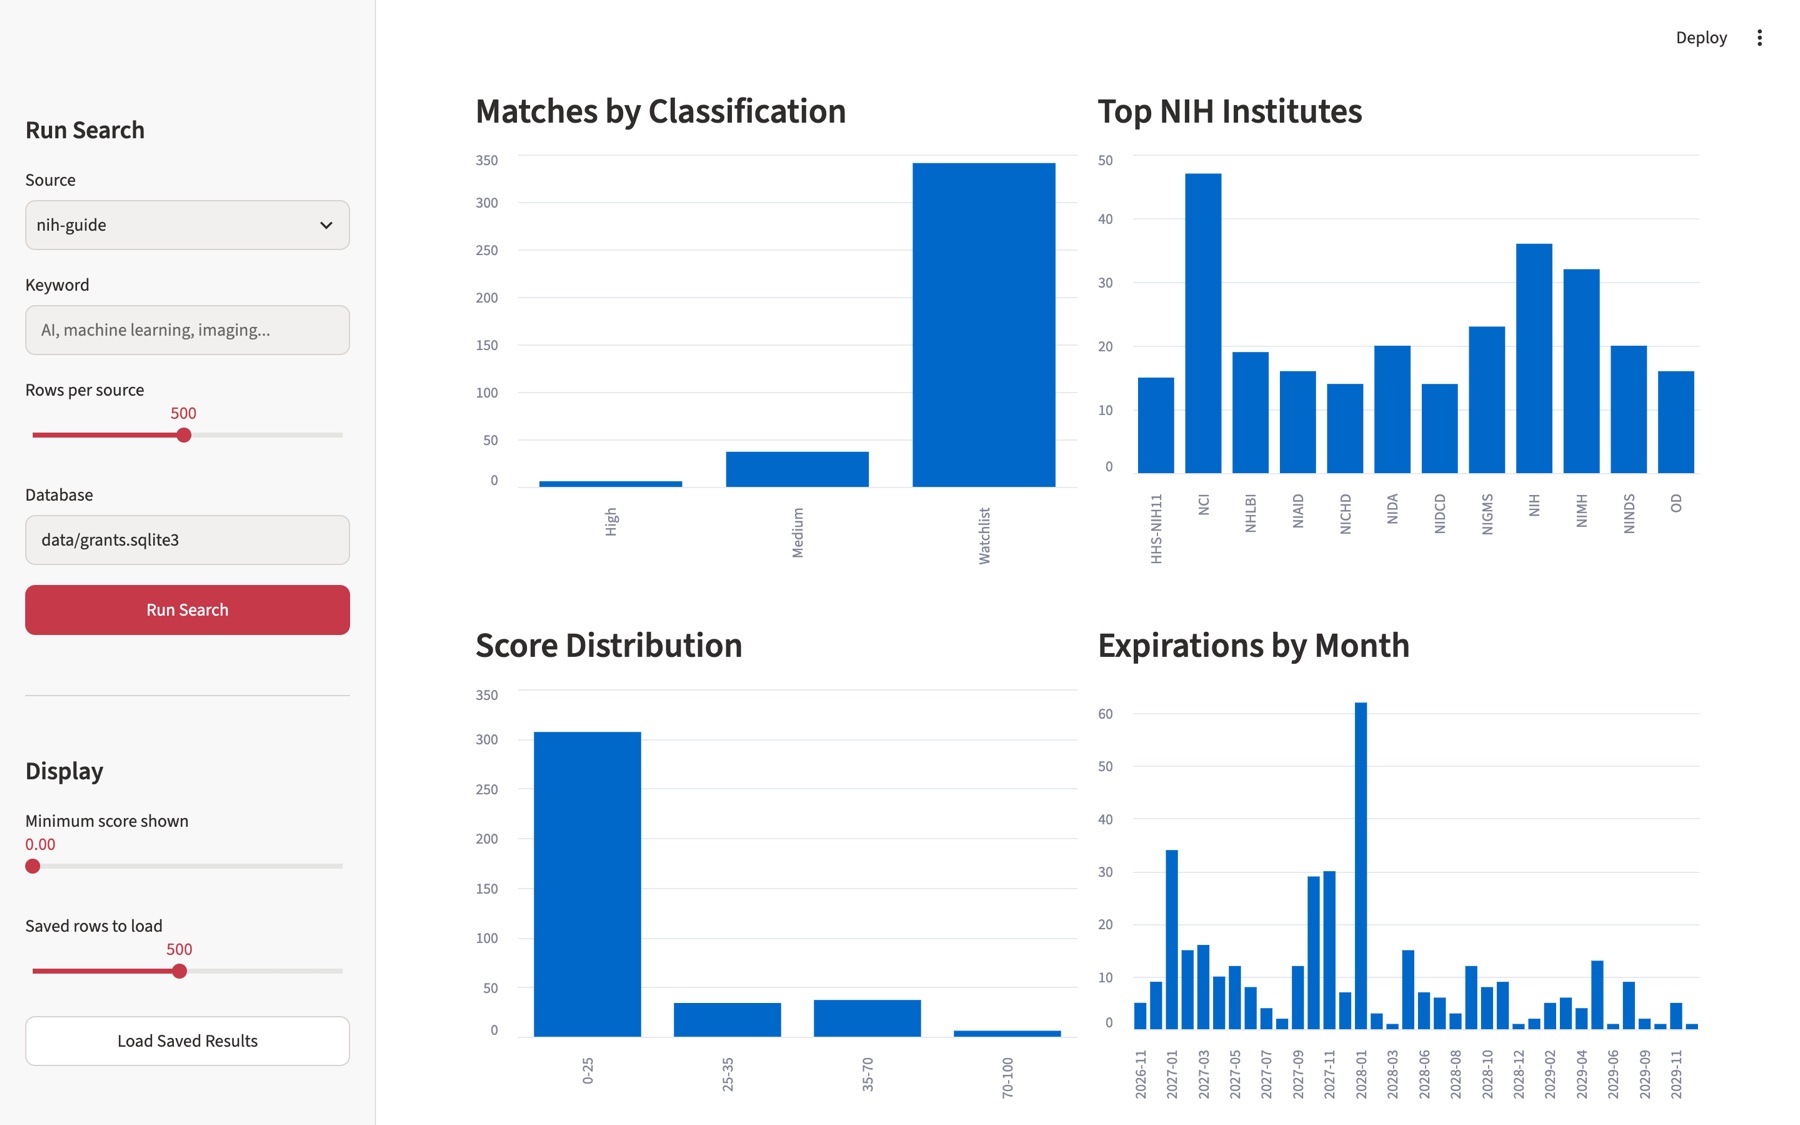 Deploy
Run Search
Source
nih-guide
Keyword
AI, machine learning, imaging...
Rows per source
500
Database
data/grants.sqlite3
Run Search
Display
Minimum score shown
0.00
Saved rows to load
500
Load Saved Results
Matches by Classification
350
300
250
200
150
100
50
0
High
Medium
Watchlist
Top NIH Institutes
50
40
30
20
10
0
HHS-NIH11
NCI
NHLBI
NIAID
NICHD
NIDA
NIDCD
NIGMS
NIH
NIMH
NINDS
OD
Score Distribution
350
300
250
200
150
100
50
0
0-25
25-35
35-70
70-100
Expirations by Month
60
50
40
30
20
10
0
2026-11
2027-01
2027-03
2027-05
2027-07
2027-09
2027-11
2028-01
2028-03
2028-06
2028-08
2028-10
2028-12
2029-02
2029-04
2029-06
2029-09
2029-11